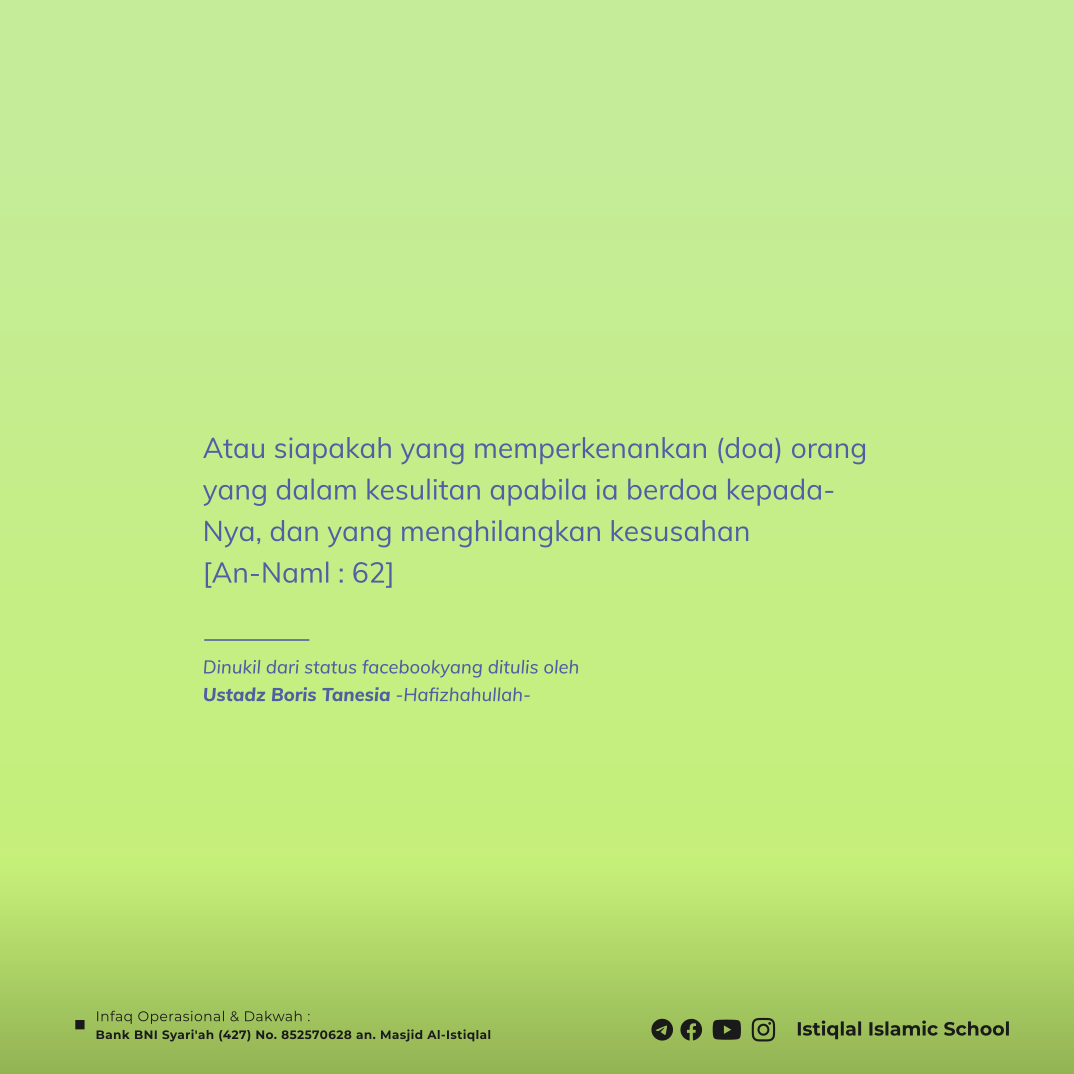 Atau siapakah yang memperkenankan (doa) orang
yang dalam kesulitan apabila ia berdoa kepada-
Nya, dan yang menghilangkan kesusahan
[An-Naml : 62]
Dinukil dari status facebookyang ditulis oleh
Ustadz Boris Tanesia -Hafizhahullah-
Infaq Operasional & Dakwah :
Bank BNI Syari'ah (427) No. 852570628 an. Masjid Al-Istiqlal
Istiqlal Islamic School